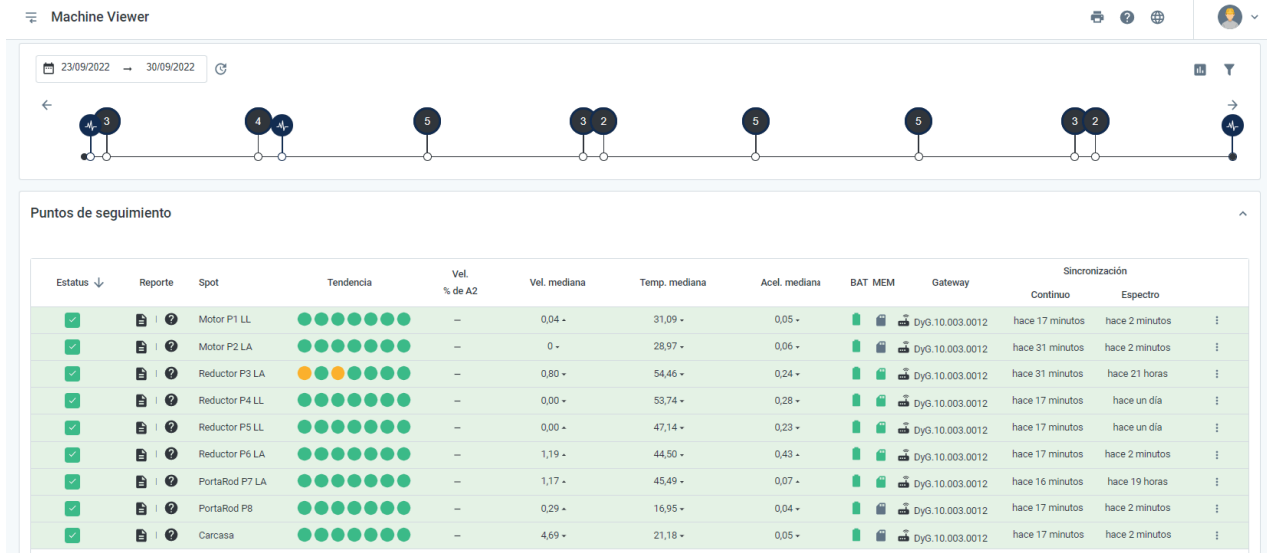 Machine Viewer
23/09/2022 → 30/09/2022
3 4 5 3 2 5 5 3 2
Puntos de seguimiento
Sincronización
Estatus Reporte Spot Tendencia Vel. % de A2 Vel. mediana Temp. mediana Acel. mediana BAT MEM Gateway Continuo Espectro
Motor P1 LL – 0,04 31,09 0,05 DyG.10.003.0012 hace 17 minutos hace 2 minutos
Motor P2 LA – 0 28,97 0,06 DyG.10.003.0012 hace 31 minutos hace 2 minutos
Reductor P3 LA – 0,80 54,46 0,24 DyG.10.003.0012 hace 31 minutos hace 21 horas
Reductor P4 LL – 0,00 53,74 0,28 DyG.10.003.0012 hace 17 minutos hace un día
Reductor P5 LL – 0,00 47,14 0,23 DyG.10.003.0012 hace 17 minutos hace un día
Reductor P6 LA – 1,19 44,50 0,43 DyG.10.003.0012 hace 17 minutos hace 2 minutos
PortaRod P7 LA – 1,17 45,49 0,07 DyG.10.003.0012 hace 16 minutos hace 19 horas
PortaRod P8 – 0,29 16,95 0,04 DyG.10.003.0012 hace 17 minutos hace 2 minutos
Carcasa – 4,69 21,18 0,05 DyG.10.003.0012 hace 17 minutos hace 2 minutos